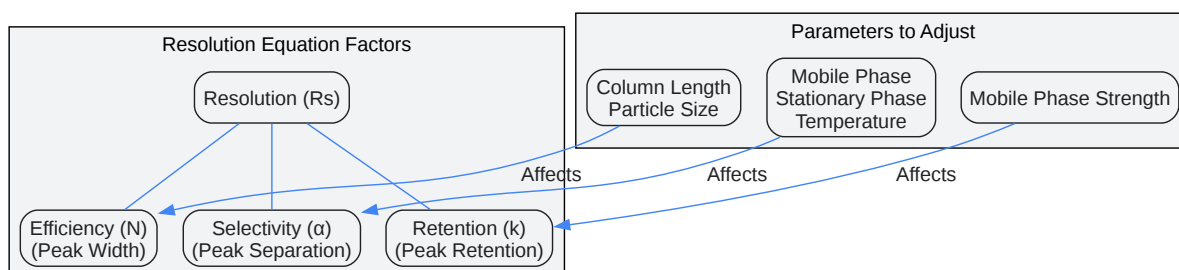 Resolution Equation Factors
Parameters to Adjust
Resolution (Rs)
Column Length
Particle Size
Mobile Phase
Stationary Phase
Temperature
Mobile Phase Strength
Affects
Affects
Affects
Efficiency (N)
(Peak Width)
Selectivity (α)
(Peak Separation)
Retention (k)
(Peak Retention)